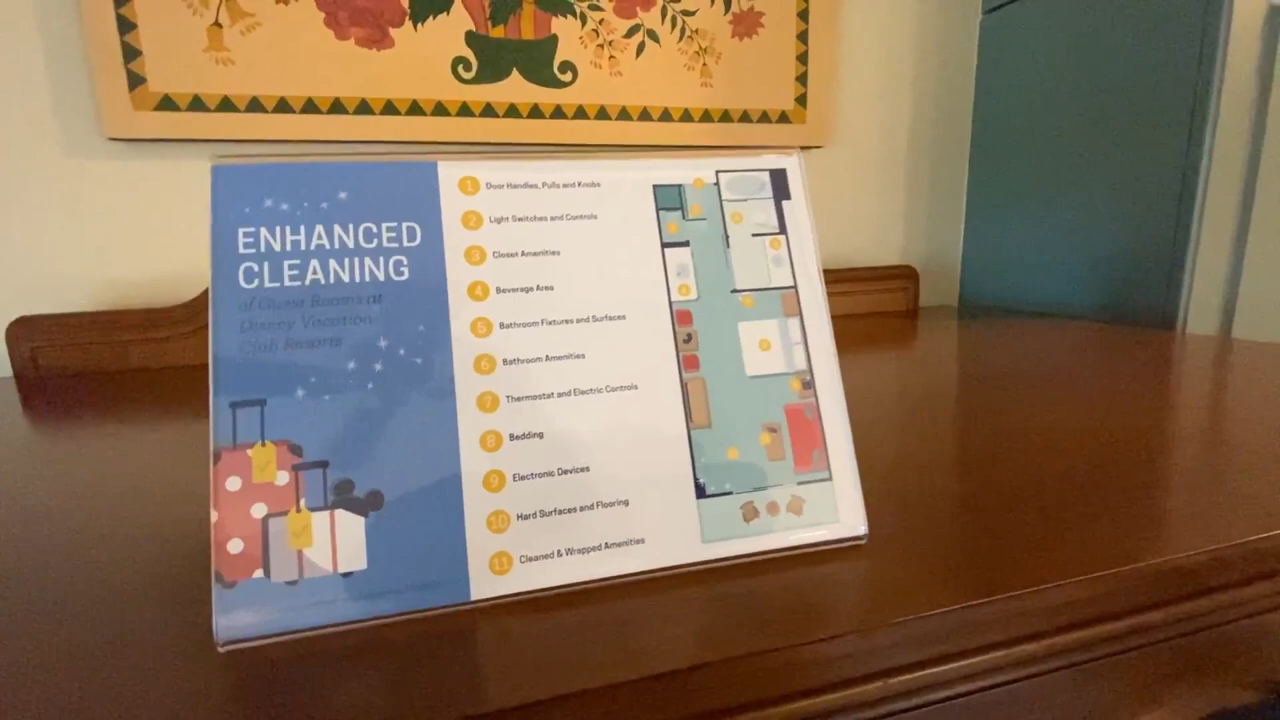 ENHANCED
CLEANING
of Guest Rooms at
Disney Vacation
Club Resorts
1 Door Handles, Pulls and Knobs
2 Light Switches and Controls
3 Closet Amenities
4 Beverage Area
5 Bathroom Fixtures and Surfaces
6 Bathroom Amenities
7 Thermostat and Electric Controls
8 Bedding
9 Electronic Devices
10 Hard Surfaces and Flooring
11 Cleaned & Wrapped Amenities